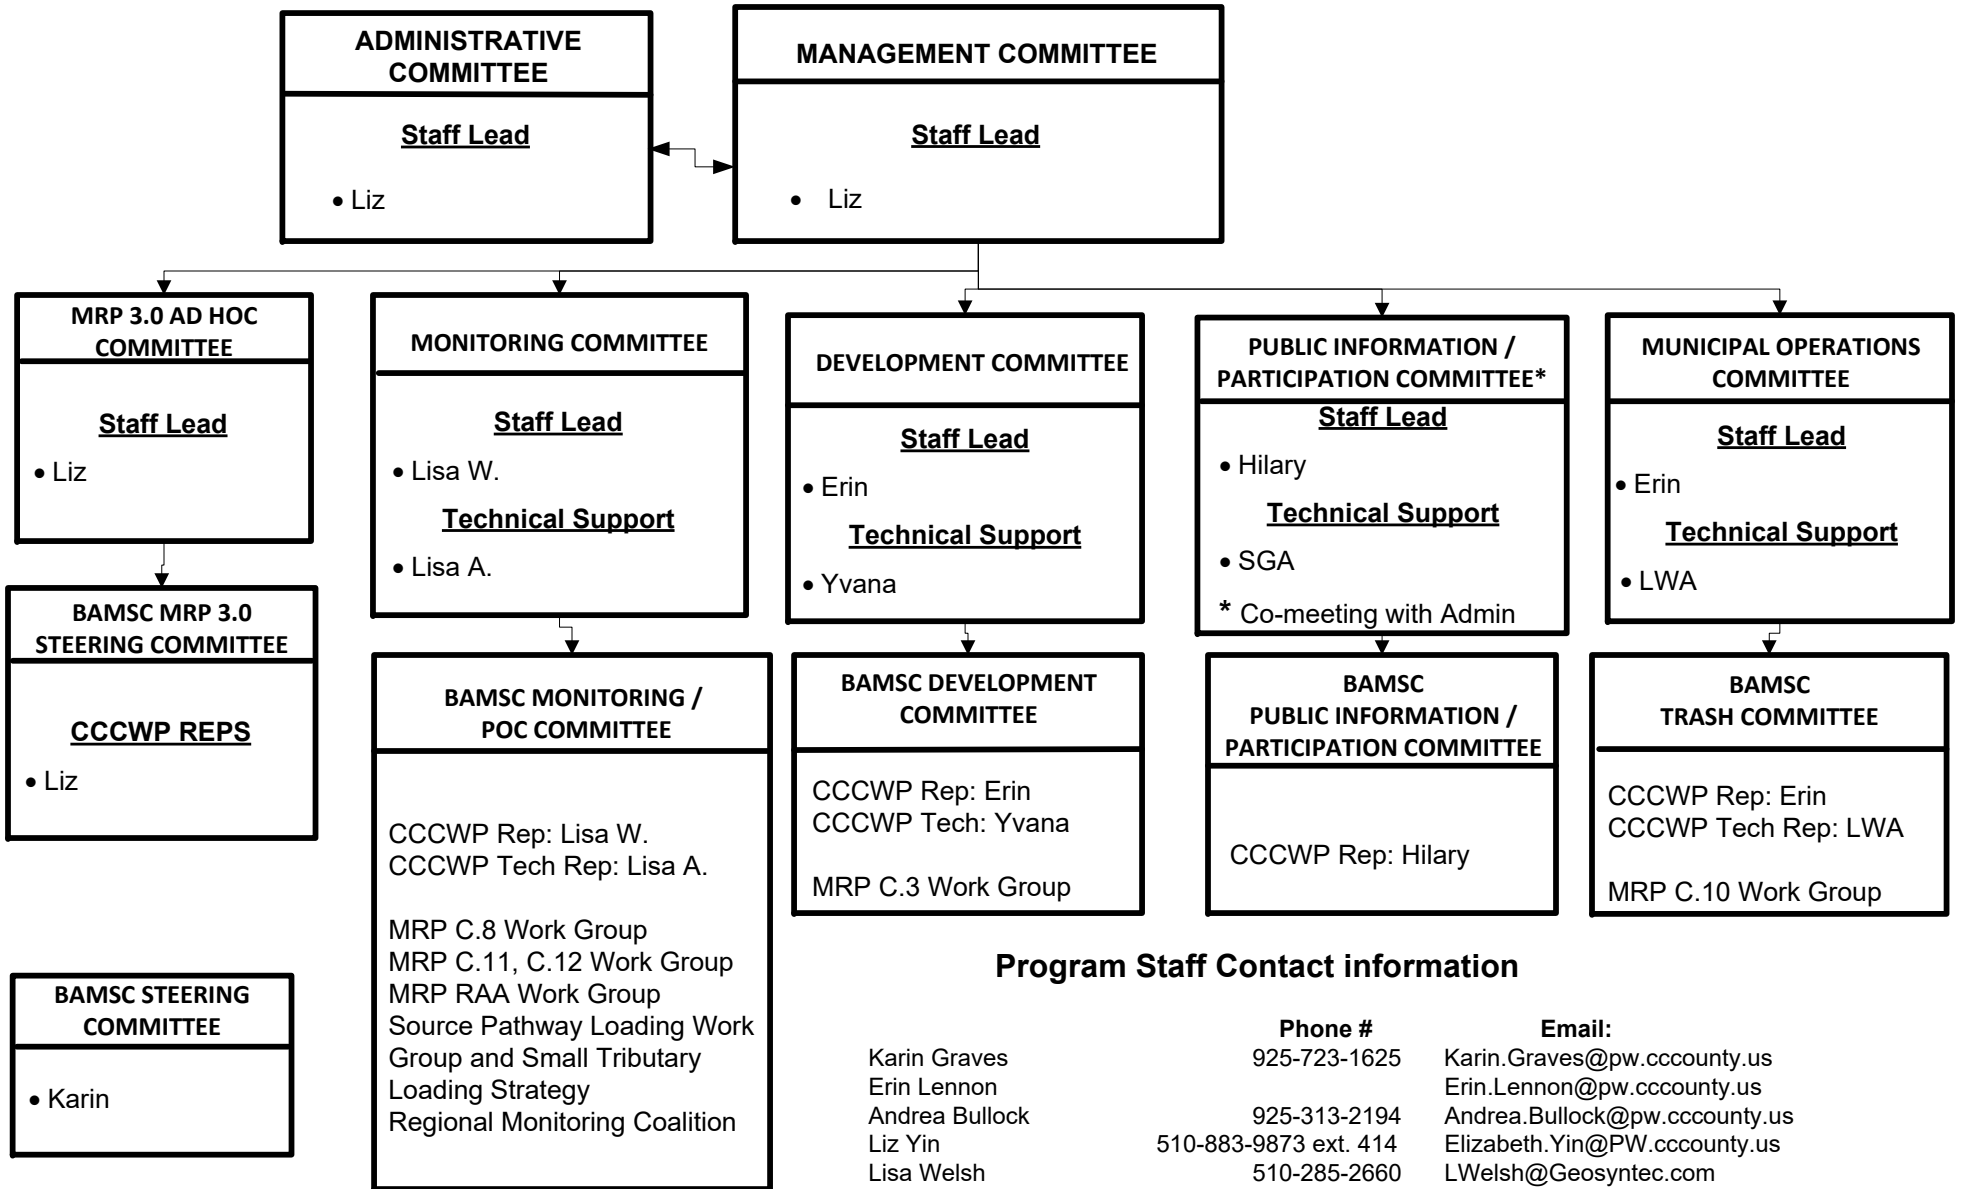 ADMINISTRATIVE
COMMITTEE
Staff Lead
• Liz
MANAGEMENT COMMITTEE
Staff Lead
• Liz
MRP 3.0 AD HOC
COMMITTEE
Staff Lead
• Liz
MONITORING COMMITTEE
Staff Lead
• Lisa W.
Technical Support
• Lisa A.
DEVELOPMENT COMMITTEE
Staff Lead
• Erin
Technical Support
• Yvana
PUBLIC INFORMATION /
PARTICIPATION COMMITTEE*
Staff Lead
• Hilary
Technical Support
• SGA
* Co-meeting with Admin
MUNICIPAL OPERATIONS
COMMITTEE
Staff Lead
• Erin
Technical Support
• LWA
BAMSC MRP 3.0
STEERING COMMITTEE
CCCWP REPS
• Liz
BAMSC MONITORING /
POC COMMITTEE
CCCWP Rep: Lisa W.
CCCWP Tech Rep: Lisa A.
MRP C.8 Work Group
MRP C.11, C.12 Work Group
MRP RAA Work Group
Source Pathway Loading Work
Group and Small Tributary
Loading Strategy
Regional Monitoring Coalition
BAMSC DEVELOPMENT
COMMITTEE
CCCWP Rep: Erin
CCCWP Tech: Yvana
MRP C.3 Work Group
BAMSC
PUBLIC INFORMATION /
PARTICIPATION COMMITTEE
CCCWP Rep: Hilary
BAMSC
TRASH COMMITTEE
CCCWP Rep: Erin
CCCWP Tech Rep: LWA
MRP C.10 Work Group
BAMSC STEERING
COMMITTEE
• Karin
Program Staff Contact information
Phone # Email:
Karin Graves 925-723-1625 Karin.Graves@pw.cccounty.us
Erin Lennon Erin.Lennon@pw.cccounty.us
Andrea Bullock 925-313-2194 Andrea.Bullock@pw.cccounty.us
Liz Yin 510-883-9873 ext. 414 Elizabeth.Yin@PW.cccounty.us
Lisa Welsh 510-285-2660 LWelsh@Geosyntec.com